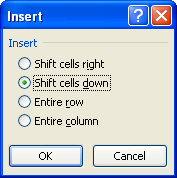 Insert
Insert
Shift cells right
Shift cells down
Entire row
Entire column
OK
Cancel